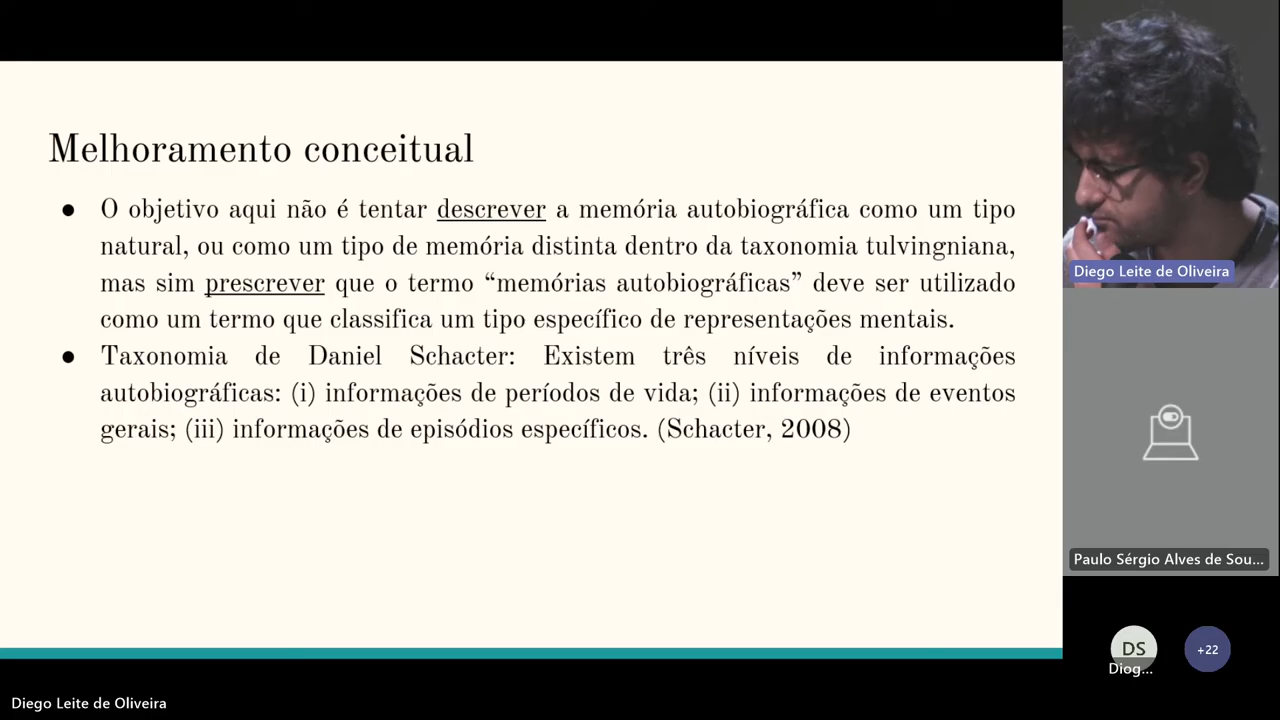 Melhoramento conceitual
● O objetivo aqui não é tentar descrever a memória autobiográfica como um tipo
natural, ou como um tipo de memória distinta dentro da taxonomia tulvingniana,
mas sim prescrever que o termo “memórias autobiográficas” deve ser utilizado
como um termo que classifica um tipo específico de representações mentais.
● Taxonomia de Daniel Schacter: Existem três níveis de informações
autobiográficas: (i) informações de períodos de vida; (ii) informações de eventos
gerais; (iii) informações de episódios específicos. (Schacter, 2008)
Diego Leite de Oliveira
Paulo Sérgio Alves de Sou...
DS
Diog...
+22
Diego Leite de Oliveira